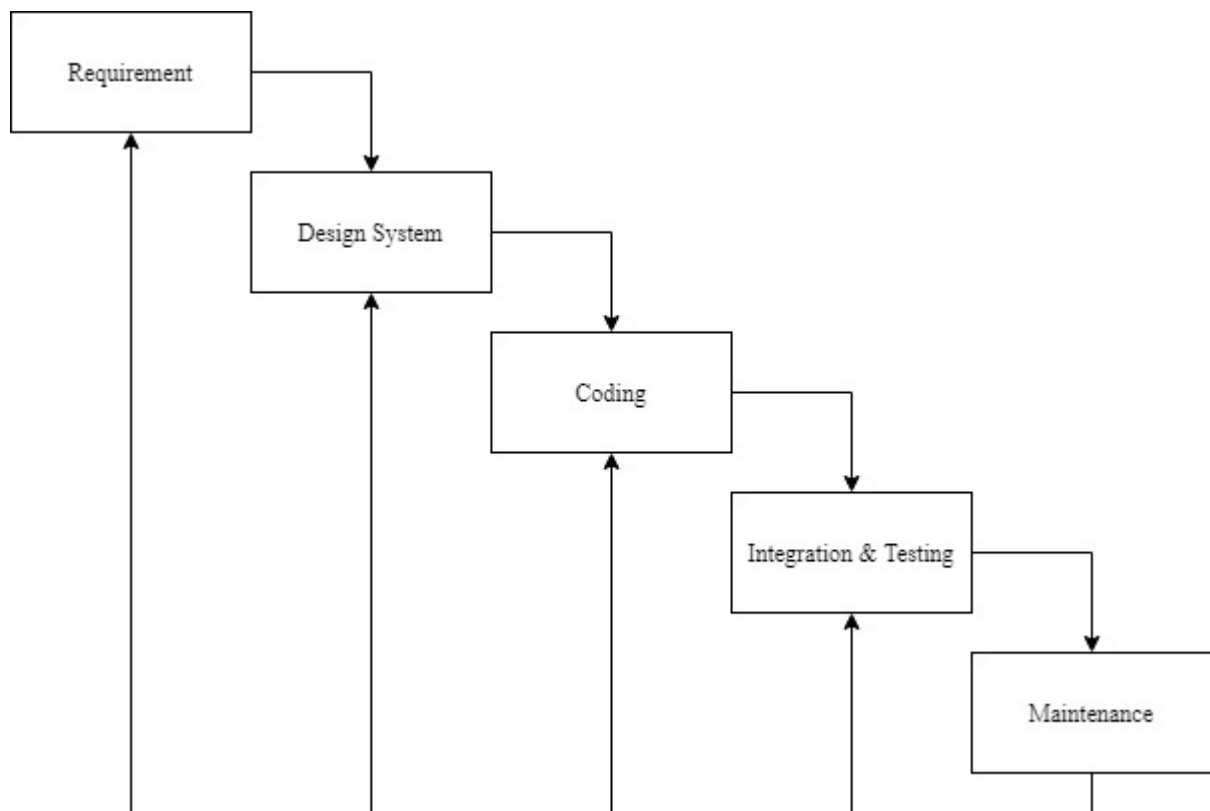 Requirement
Design System
Coding
Integration & Testing
Maintenance